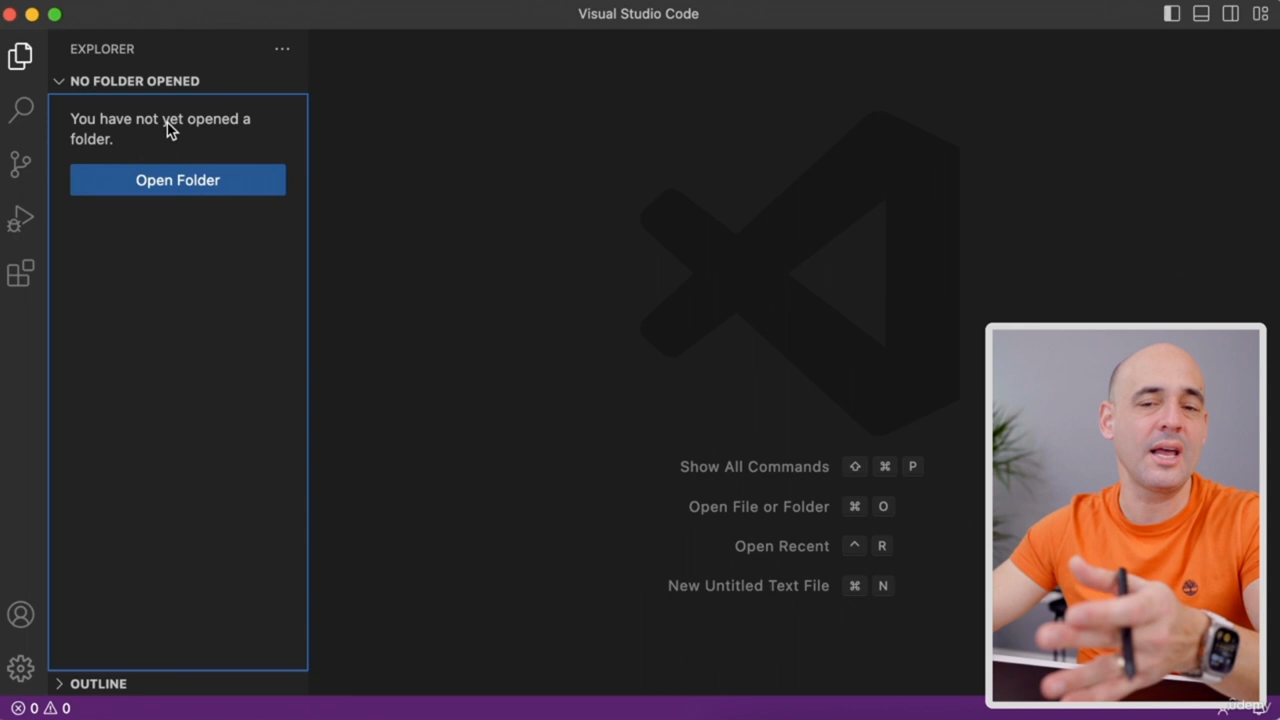 Visual Studio Code
EXPLORER
NO FOLDER OPENED
You have not yet opened a
folder.
Open Folder
Show All Commands ⇧ ⌘ P
Open File or Folder ⌘ O
Open Recent ^ R
New Untitled Text File ⌘ N
OUTLINE
0 0
udemy